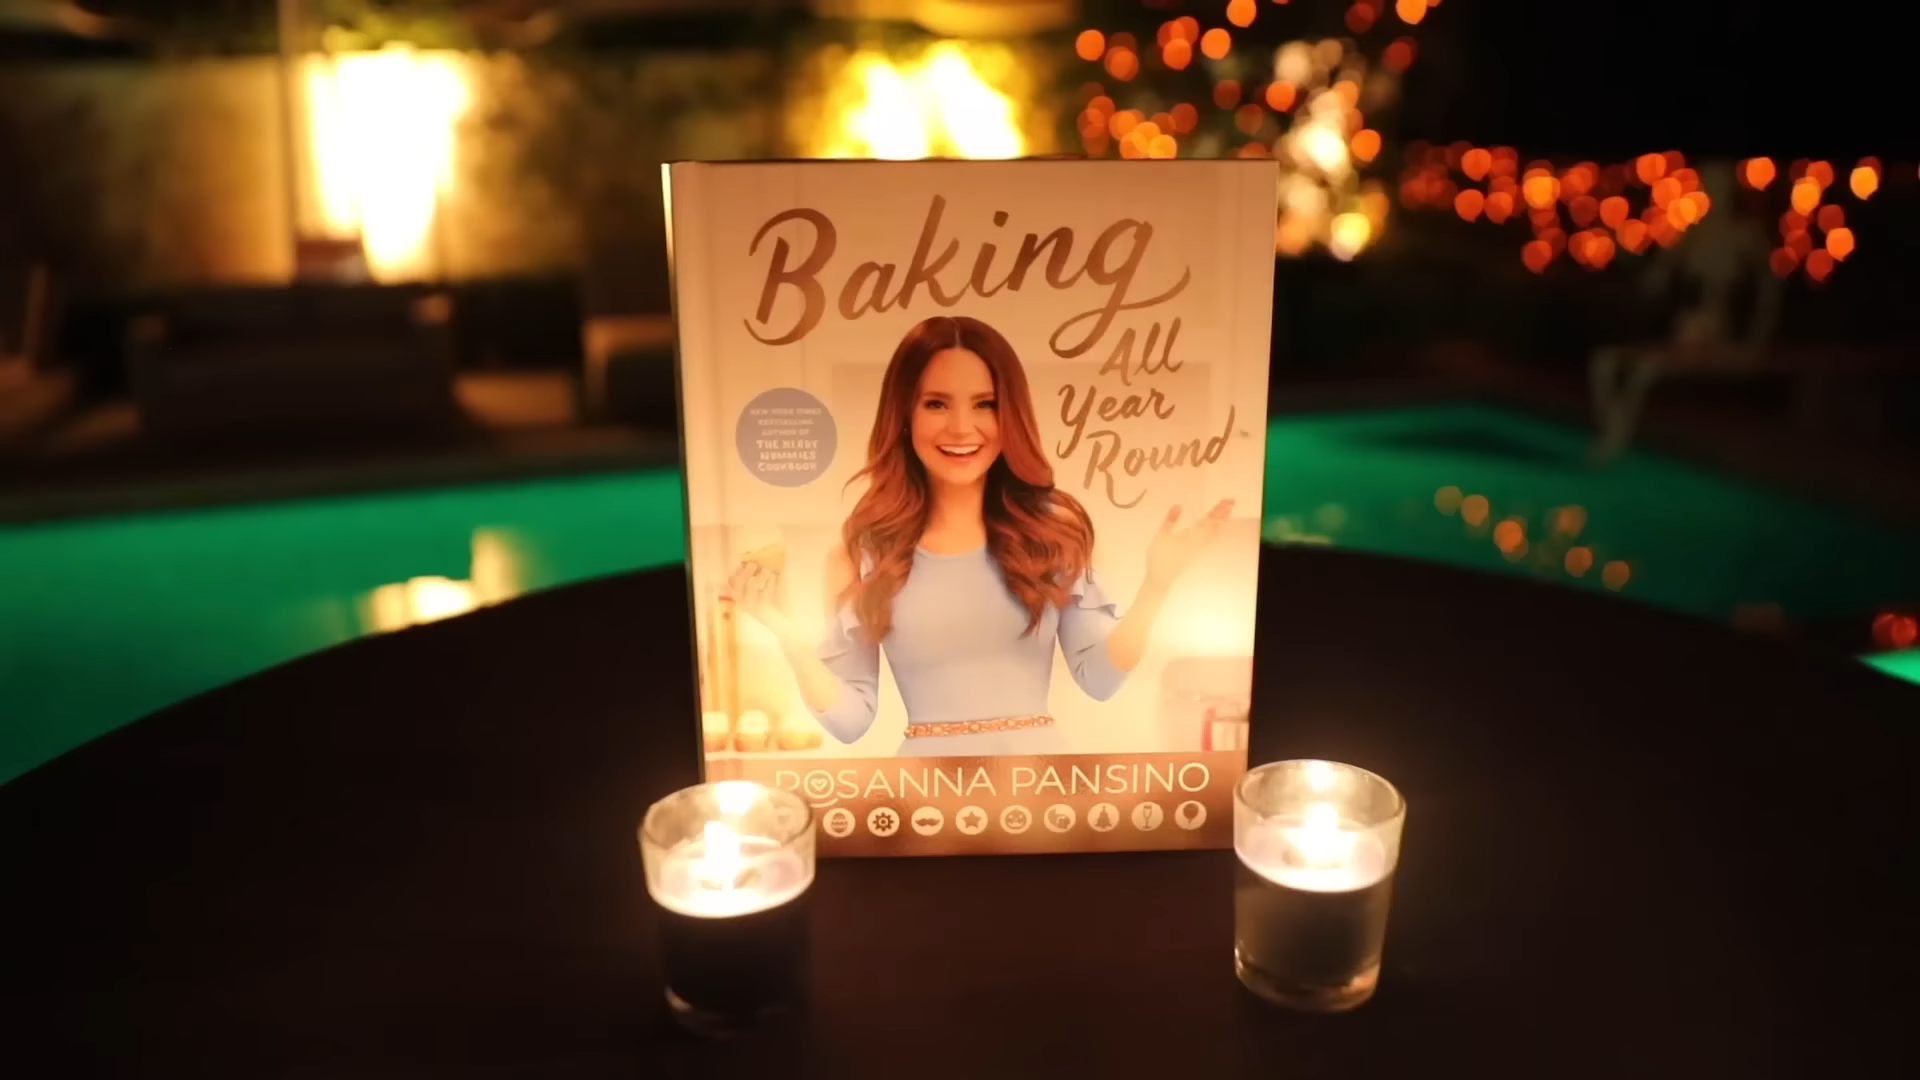 Baking
All
Year
Round
NEW YORK TIMES
BESTSELLING
AUTHOR OF
THE NERDY
NUMMIES
COOKBOOK
ROSANNA PANSINO